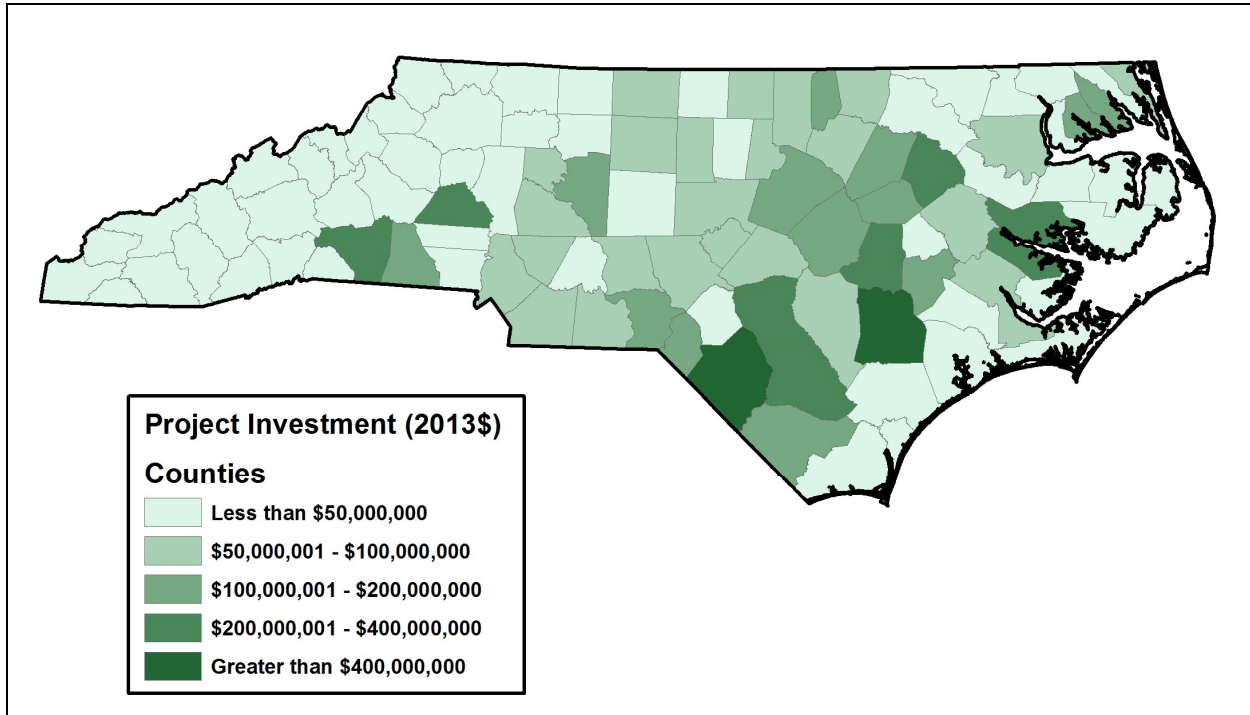 Project Investment (2013$)
Counties
Less than $50,000,000
$50,000,001 - $100,000,000
$100,000,001 - $200,000,000
$200,000,001 - $400,000,000
Greater than $400,000,000